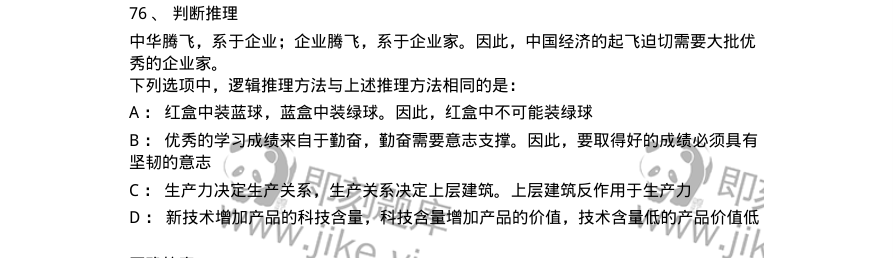 76 、 判断推理
中华腾飞，系于企业；企业腾飞，系于企业家。因此，中国经济的起飞迫切需要大批优
秀的企业家。
下列选项中，逻辑推理方法与上述推理方法相同的是：
A ： 红盒中装蓝球，蓝盒中装绿球。因此，红盒中不可能装绿球
B ： 优秀的学习成绩来自于勤奋，勤奋需要意志支撑。因此，要取得好的成绩必须具有
坚韧的意志
C ： 生产力决定生产关系，生产关系决定上层建筑。上层建筑反作用于生产力
D ： 新技术增加产品的科技含量，科技含量增加产品的价值，技术含量低的产品价值低
即刻题库
www.jike
即刻
www.jik